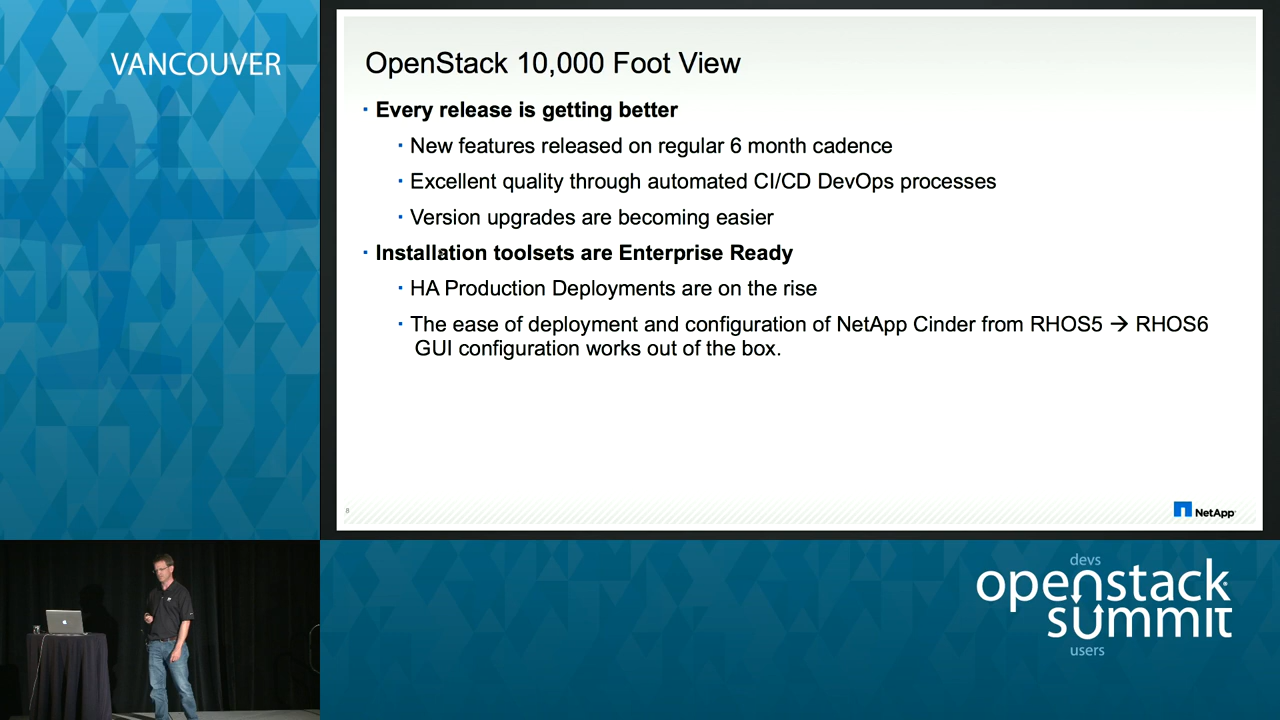 VANCOUVER
OpenStack 10,000 Foot View
· Every release is getting better
· New features released on regular 6 month cadence
· Excellent quality through automated CI/CD DevOps processes
· Version upgrades are becoming easier
· Installation toolsets are Enterprise Ready
· HA Production Deployments are on the rise
· The ease of deployment and configuration of NetApp Cinder from RHOS5 → RHOS6
GUI configuration works out of the box.
8
NetApp
devs
openstack
summit
users